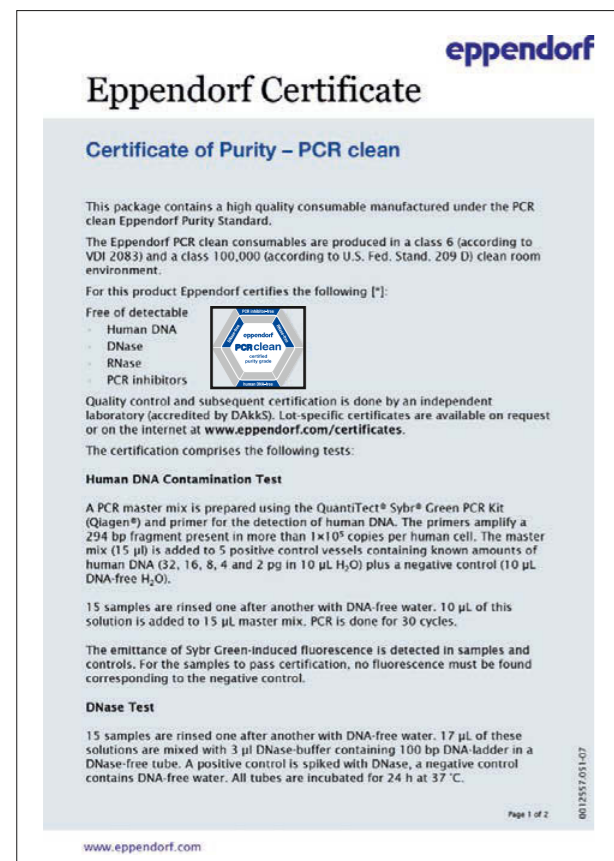 eppendorf
Eppendorf Certificate
Certificate of Purity – PCR clean
This package contains a high quality consumable manufactured under the PCR
clean Eppendorf Purity Standard.
The Eppendorf PCR clean consumables are produced in a class 6 (according to
VDI 2083) and a class 100,000 (according to U.S. Fed. Stand. 209 D) clean room
environment.
For this product Eppendorf certifies the following [*]:
Free of detectable
- Human DNA
- DNase
- RNase
- PCR inhibitors
PCR inhibitor-free
eppendorf
PCR clean
certified
purity grade
human DNA-free
Quality control and subsequent certification is done by an independent
laboratory (accredited by DAkkS). Lot-specific certificates are available on request
or on the internet at www.eppendorf.com/certificates.
The certification comprises the following tests:
Human DNA Contamination Test
A PCR master mix is prepared using the QuantiTect® Sybr® Green PCR Kit
(Qiagen®) and primer for the detection of human DNA. The primers amplify a
294 bp fragment present in more than 1×10⁵ copies per human cell. The master
mix (15 µl) is added to 5 positive control vessels containing known amounts of
human DNA (32, 16, 8, 4 and 2 pg in 10 µL H₂O) plus a negative control (10 µL
DNA-free H₂O).
15 samples are rinsed one after another with DNA-free water. 10 µL of this
solution is added to 15 µL master mix. PCR is done for 30 cycles.
The emittance of Sybr Green-induced fluorescence is detected in samples and
controls. For the samples to pass certification, no fluorescence must be found
corresponding to the negative control.
DNase Test
15 samples are rinsed one after another with DNA-free water. 17 µL of these
solutions are mixed with 3 µl DNase-buffer containing 100 bp DNA-ladder in a
DNase-free tube. A positive control is spiked with DNase, a negative control
contains DNA-free water. All tubes are incubated for 24 h at 37 °C.
0012557.051-07
Page 1 of 2
www.eppendorf.com